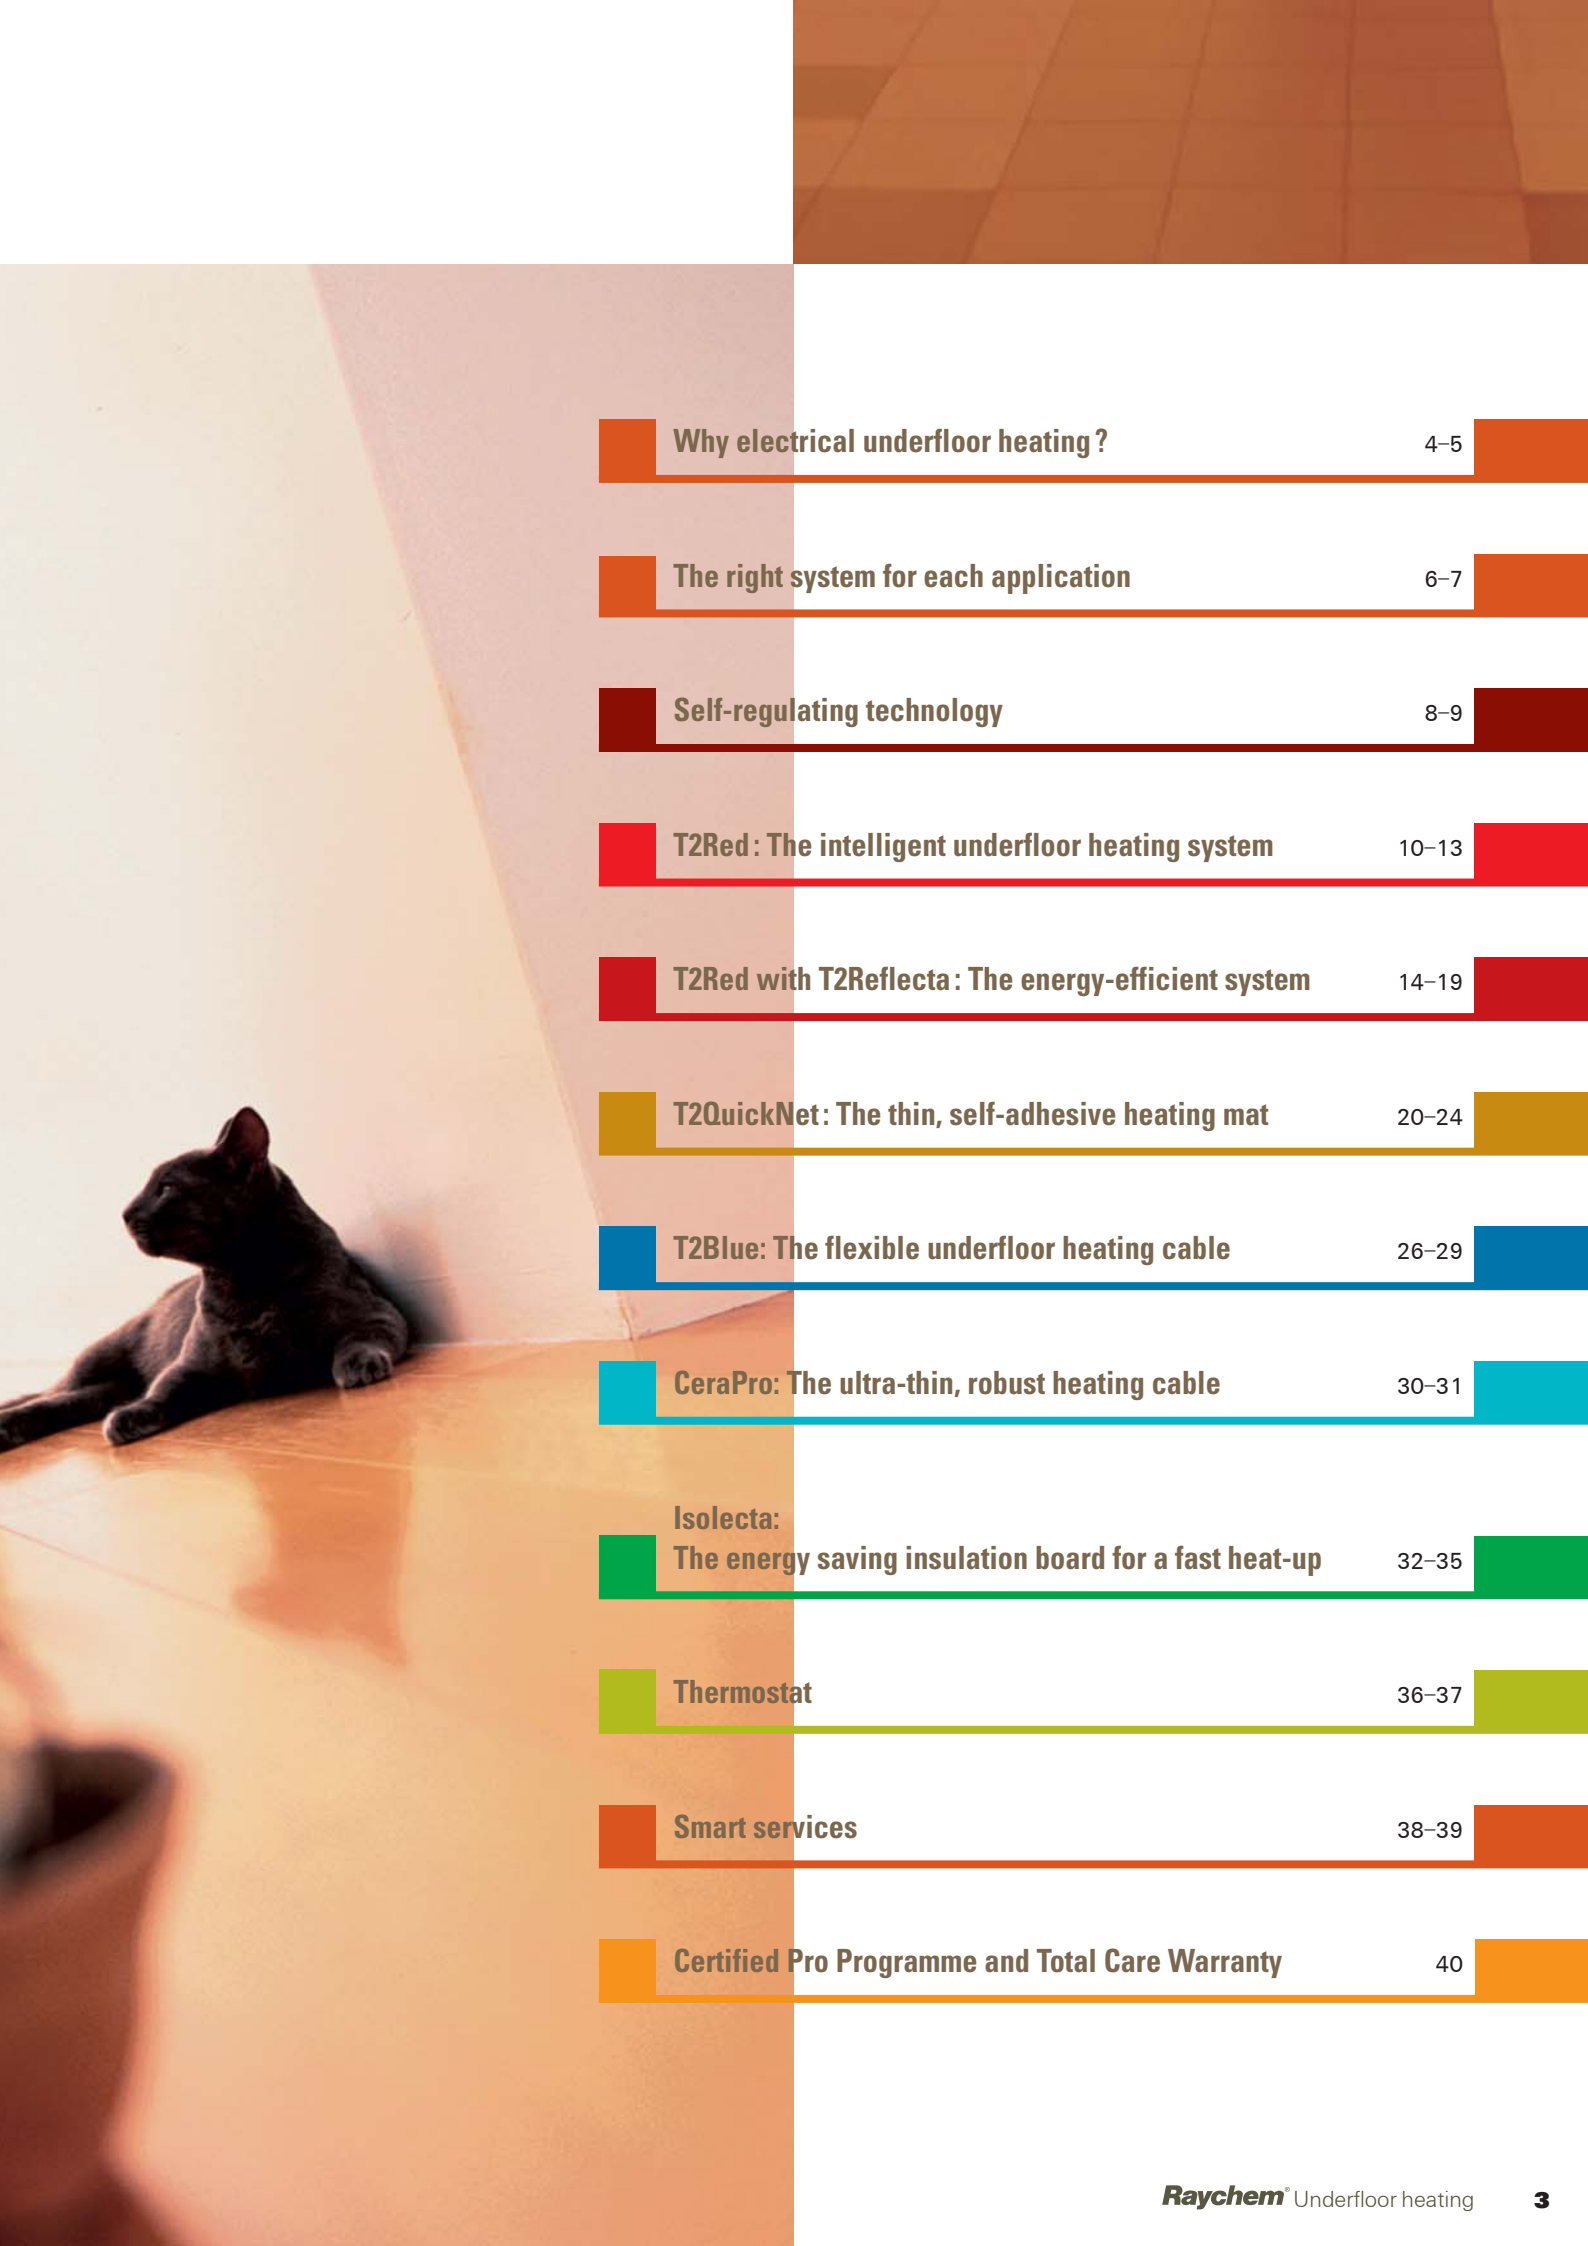 Why electrical underfloor heating ? 4–5
The right system for each application 6–7
Self-regulating technology 8–9
T2Red : The intelligent underfloor heating system 10–13
T2Red with T2Reflecta : The energy-efficient system 14–19
T2QuickNet : The thin, self-adhesive heating mat 20–24
T2Blue: The flexible underfloor heating cable 26–29
CeraPro: The ultra-thin, robust heating cable 30–31
Isolecta:
The energy saving insulation board for a fast heat-up 32–35
Thermostat 36–37
Smart services 38–39
Certified Pro Programme and Total Care Warranty 40
Raychem® Underfloor heating 3